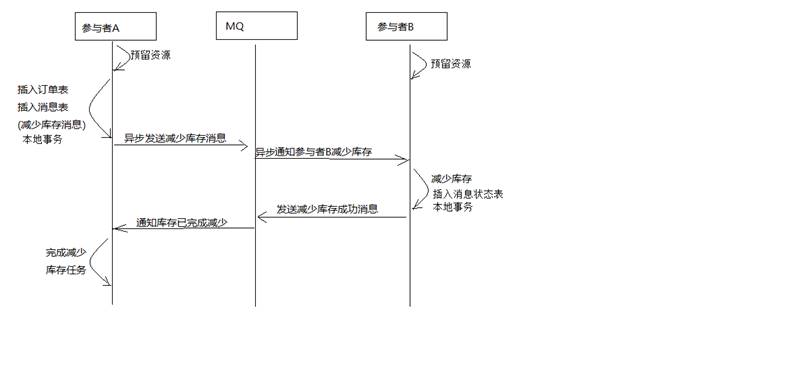 参与者A
MQ
参与者B
预留资源
预留资源
插入订单表
插入消息表
(减少库存消息)
本地事务
异步发送减少库存消息
异步通知参与者B减少库存
减少库存
插入消息状态表
本地事务
发送减少库存成功消息
通知库存已完成减少
完成减少
库存任务